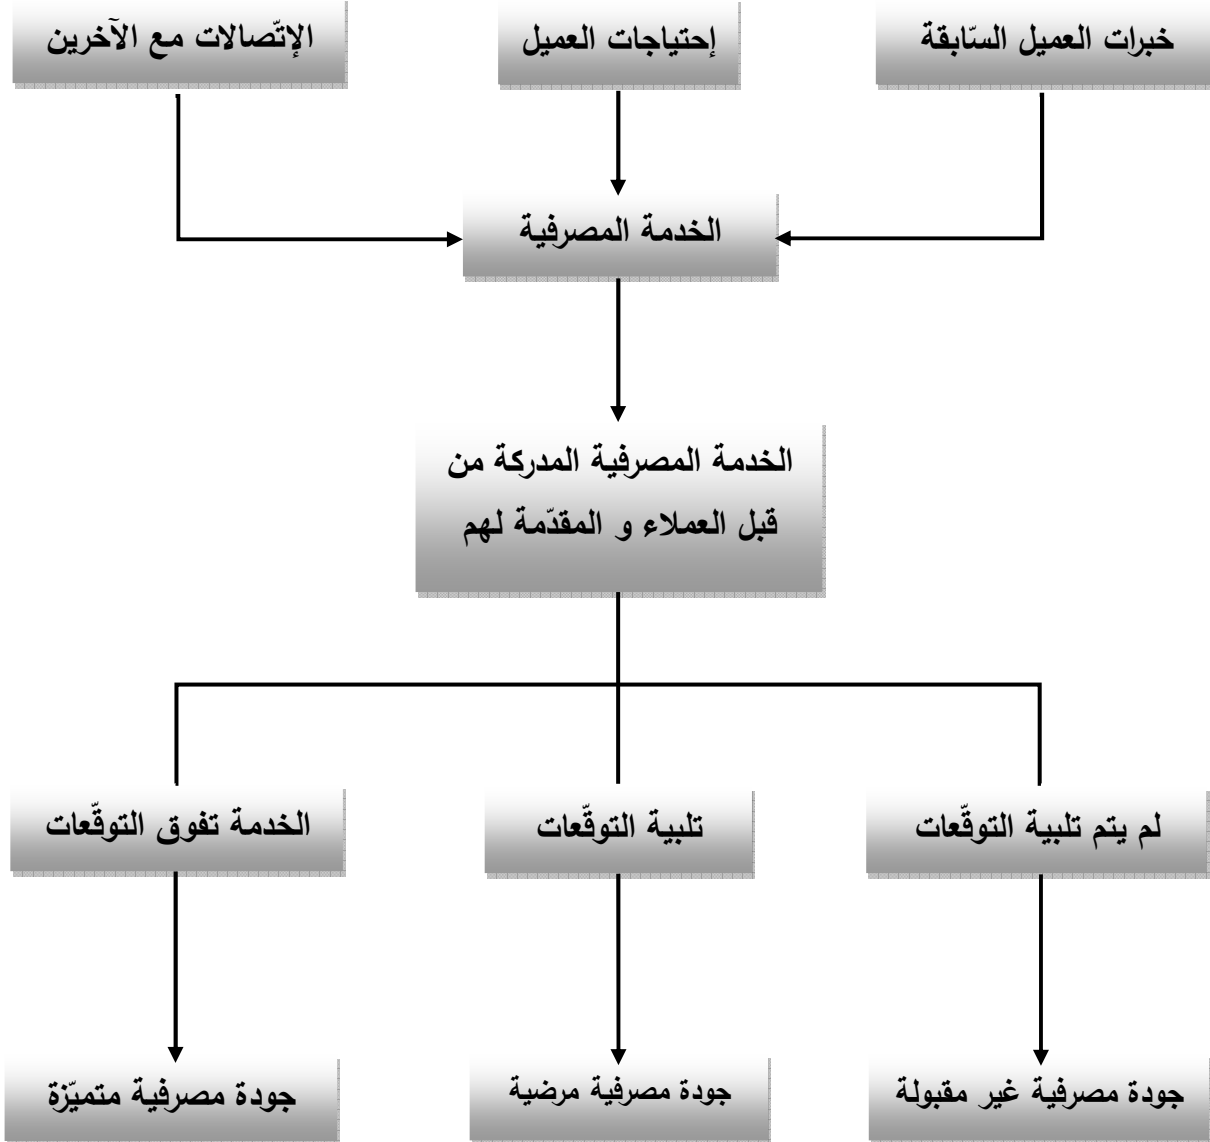 خبرات العميل السّابقة
إحتياجات العميل
الإتّصالات مع الآخرين
الخدمة المصرفية
الخدمة المصرفية المدركة من
قبل العملاء و المقدّمة لهم
لم يتم تلبية التوقّعات
تلبية التوقّعات
الخدمة تفوق التوقّعات
جودة مصرفية غير مقبولة
جودة مصرفية مرضية
جودة مصرفية متميّزة